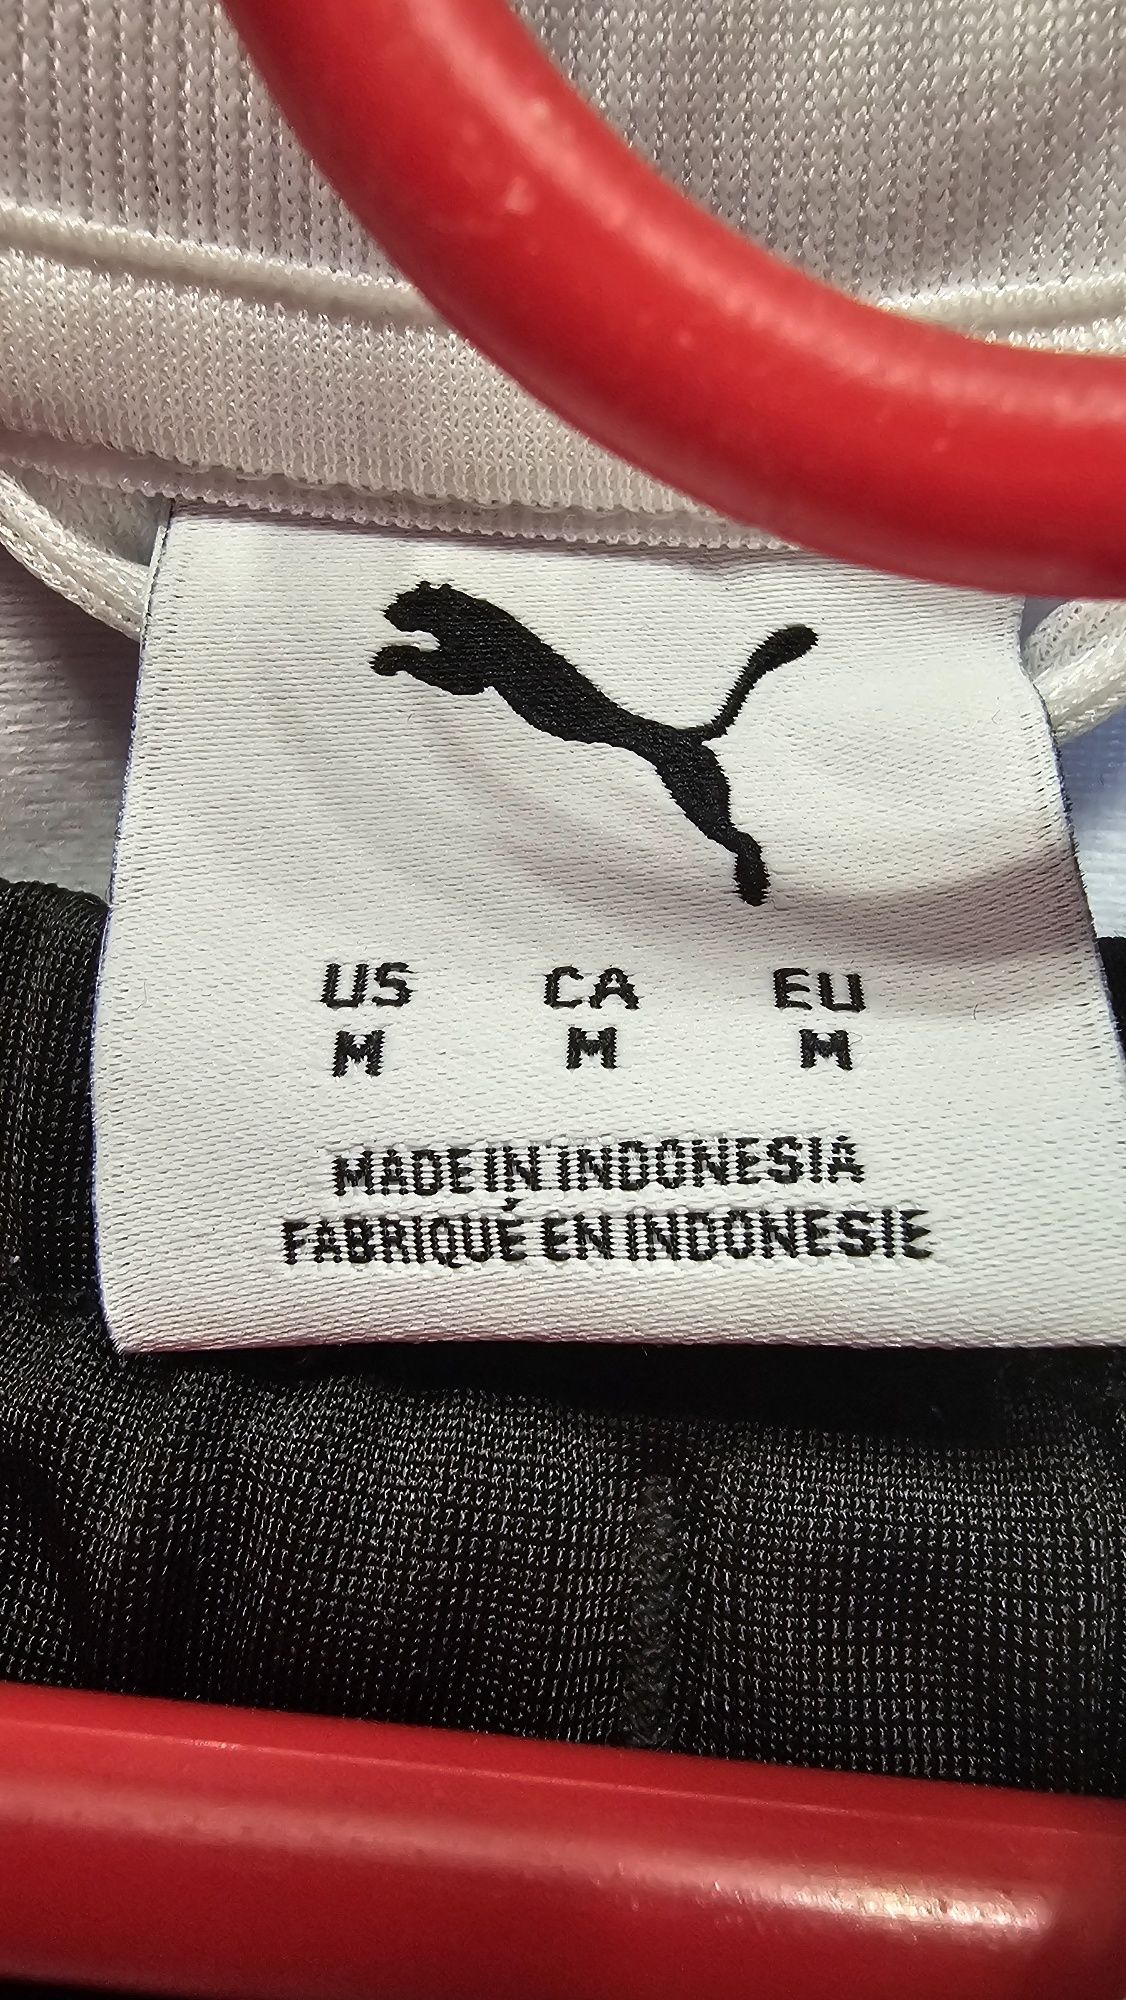 US CA EU
M M M
MADE IN INDONESIA
FABRIQUÉ EN INDONESIE